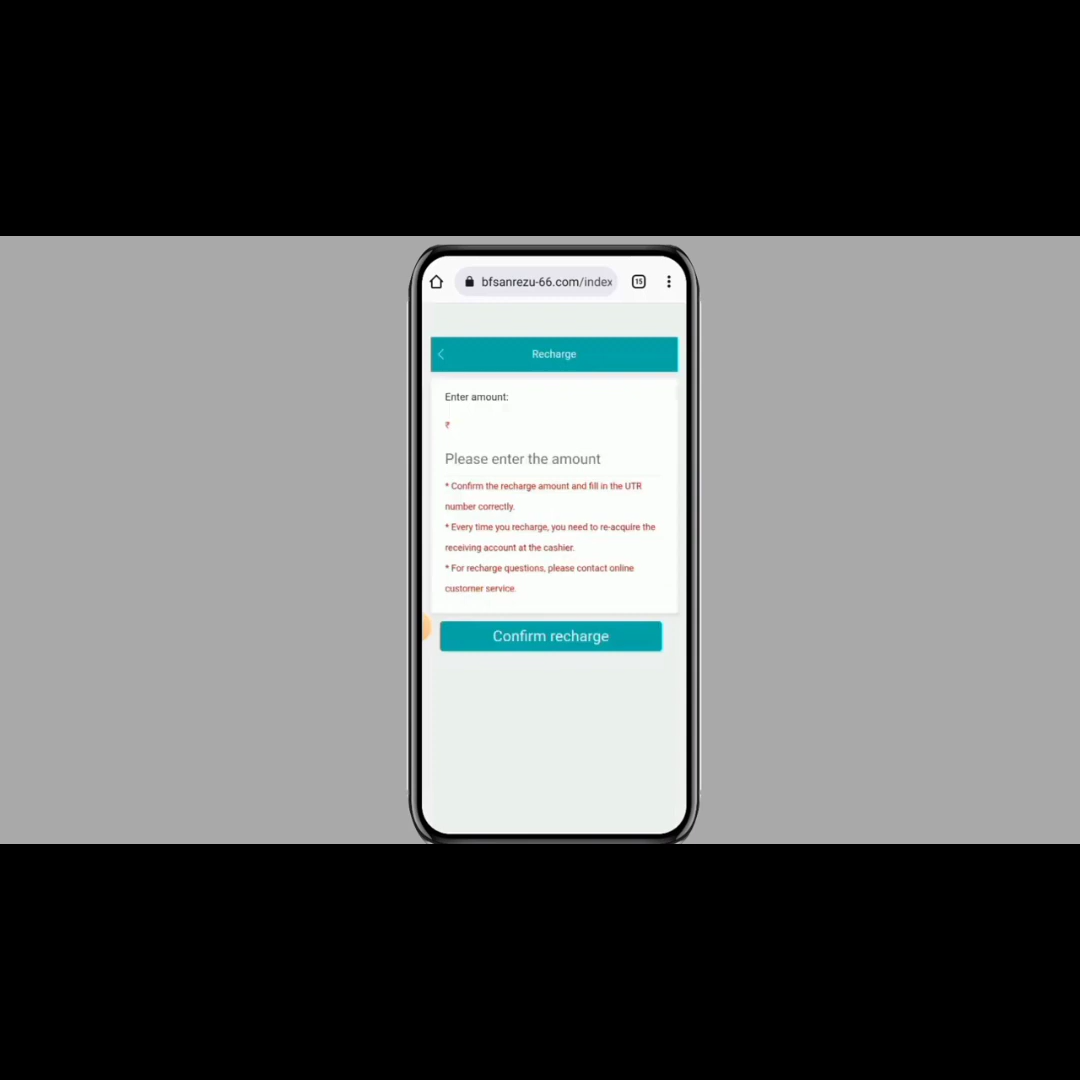 bfsanrezu-66.com/index
15
Recharge
Enter amount:
₹
Please enter the amount
* Confirm the recharge amount and fill in the UTR
number correctly.
* Every time you recharge, you need to re-acquire the
receiving account at the cashier.
* For recharge questions, please contact online
customer service.
Confirm recharge